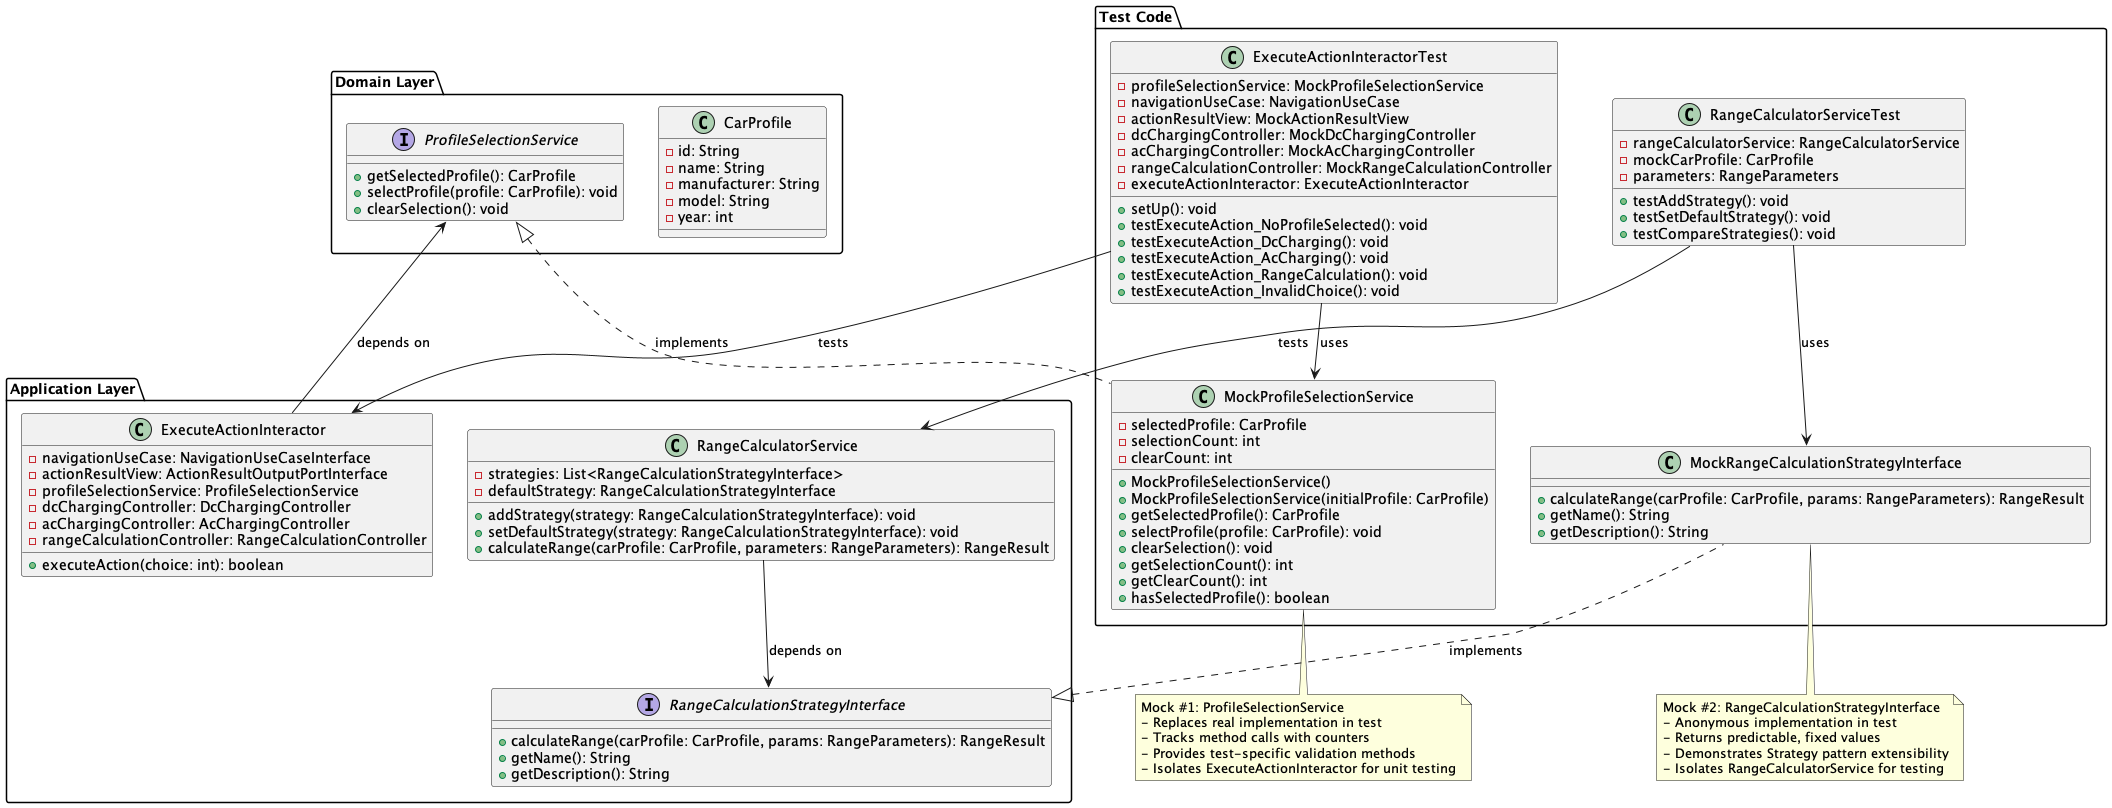 Test Code
C ExecuteActionInteractorTest
profileSelectionService: MockProfileSelectionService
navigationUseCase: NavigationUseCase
actionResultView: MockActionResultView
dcChargingController: MockDcChargingController
acChargingController: MockAcChargingController
rangeCalculationController: MockRangeCalculationController
executeActionInteractor: ExecuteActionInteractor
setUp(): void
testExecuteAction_NoProfileSelected(): void
testExecuteAction_DcCharging(): void
testExecuteAction_AcCharging(): void
testExecuteAction_RangeCalculation(): void
testExecuteAction_InvalidChoice(): void
C RangeCalculatorServiceTest
rangeCalculatorService: RangeCalculatorService
mockCarProfile: CarProfile
parameters: RangeParameters
testAddStrategy(): void
testSetDefaultStrategy(): void
testCompareStrategies(): void
Domain Layer
I ProfileSelectionService
getSelectedProfile(): CarProfile
selectProfile(profile: CarProfile): void
clearSelection(): void
C CarProfile
id: String
name: String
manufacturer: String
model: String
year: int
depends on
implements
tests
tests
uses
uses
Application Layer
C ExecuteActionInteractor
navigationUseCase: NavigationUseCaseInterface
actionResultView: ActionResultOutputPortInterface
profileSelectionService: ProfileSelectionService
dcChargingController: DcChargingController
acChargingController: AcChargingController
rangeCalculationController: RangeCalculationController
executeAction(choice: int): boolean
C RangeCalculatorService
strategies: List<RangeCalculationStrategyInterface>
defaultStrategy: RangeCalculationStrategyInterface
addStrategy(strategy: RangeCalculationStrategyInterface): void
setDefaultStrategy(strategy: RangeCalculationStrategyInterface): void
calculateRange(carProfile: CarProfile, parameters: RangeParameters): RangeResult
C MockProfileSelectionService
selectedProfile: CarProfile
selectionCount: int
clearCount: int
MockProfileSelectionService()
MockProfileSelectionService(initialProfile: CarProfile)
getSelectedProfile(): CarProfile
selectProfile(profile: CarProfile): void
clearSelection(): void
getSelectionCount(): int
getClearCount(): int
hasSelectedProfile(): boolean
C MockRangeCalculationStrategyInterface
calculateRange(carProfile: CarProfile, params: RangeParameters): RangeResult
getName(): String
getDescription(): String
depends on
implements
I RangeCalculationStrategyInterface
calculateRange(carProfile: CarProfile, params: RangeParameters): RangeResult
getName(): String
getDescription(): String
Mock #1: ProfileSelectionService
- Replaces real implementation in test
- Tracks method calls with counters
- Provides test-specific validation methods
- Isolates ExecuteActionInteractor for unit testing
Mock #2: RangeCalculationStrategyInterface
- Anonymous implementation in test
- Returns predictable, fixed values
- Demonstrates Strategy pattern extensibility
- Isolates RangeCalculatorService for testing